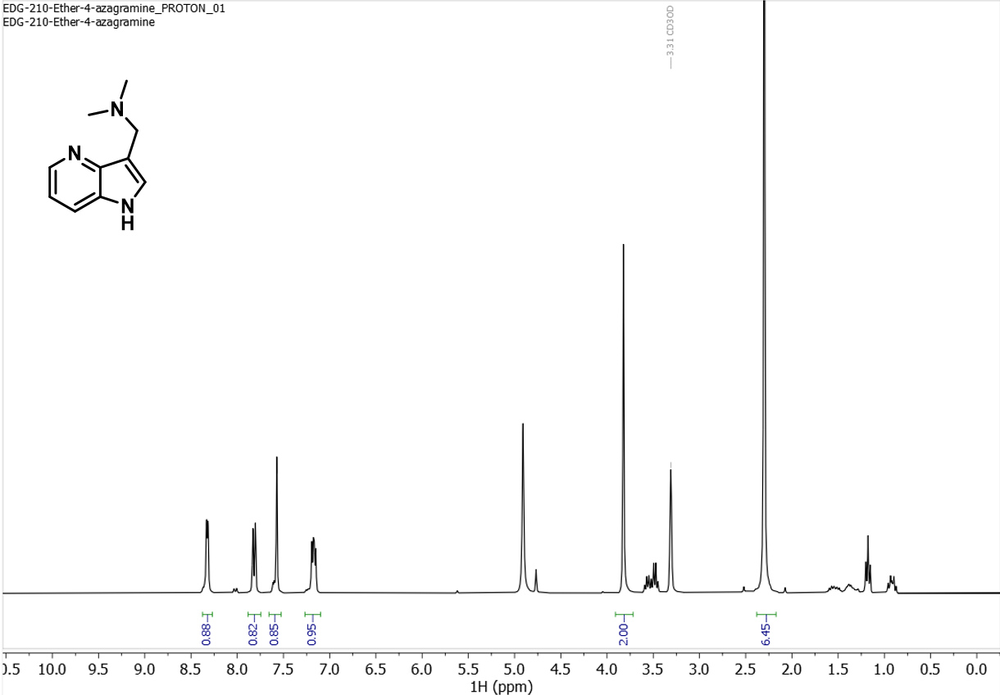 EDG-210-Ether-4-azagramine_PROTON_01
EDG-210-Ether-4-azagramine
3.31 CD3OD
N
N
N
H
0.88
0.82
0.85
0.95
2.00
6.45
0.5 10.0 9.5 9.0 8.5 8.0 7.5 7.0 6.5 6.0 5.5 5.0 4.5 4.0 3.5 3.0 2.5 2.0 1.5 1.0 0.5 0.0
1H (ppm)